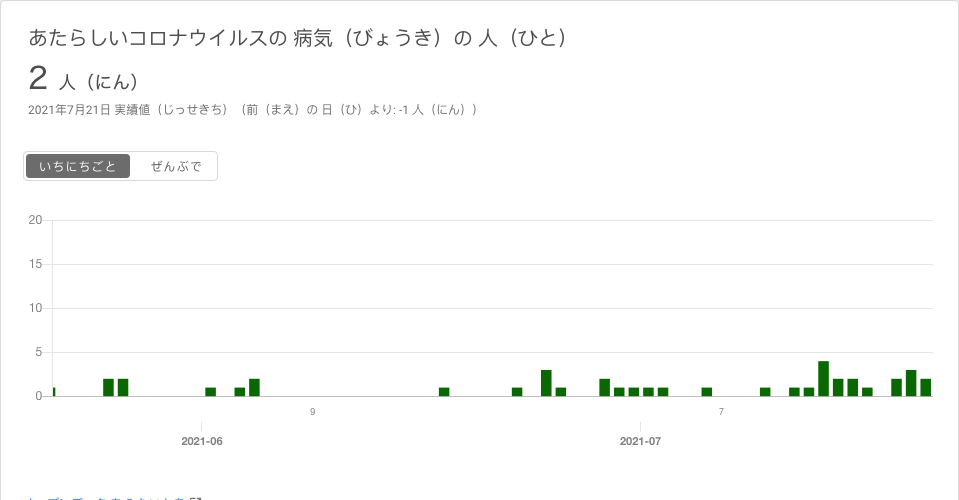 あたらしいコロナウイルスの 病気（びょうき）の 人（ひと）
2 人（にん）
2021年7月21日 実績値（じっせきち）（前（まえ）の 日（ひ）より: -1 人（にん））
いちにちごと ぜんぶで
20
15
10
5
0
9 7
2021-06 2021-07